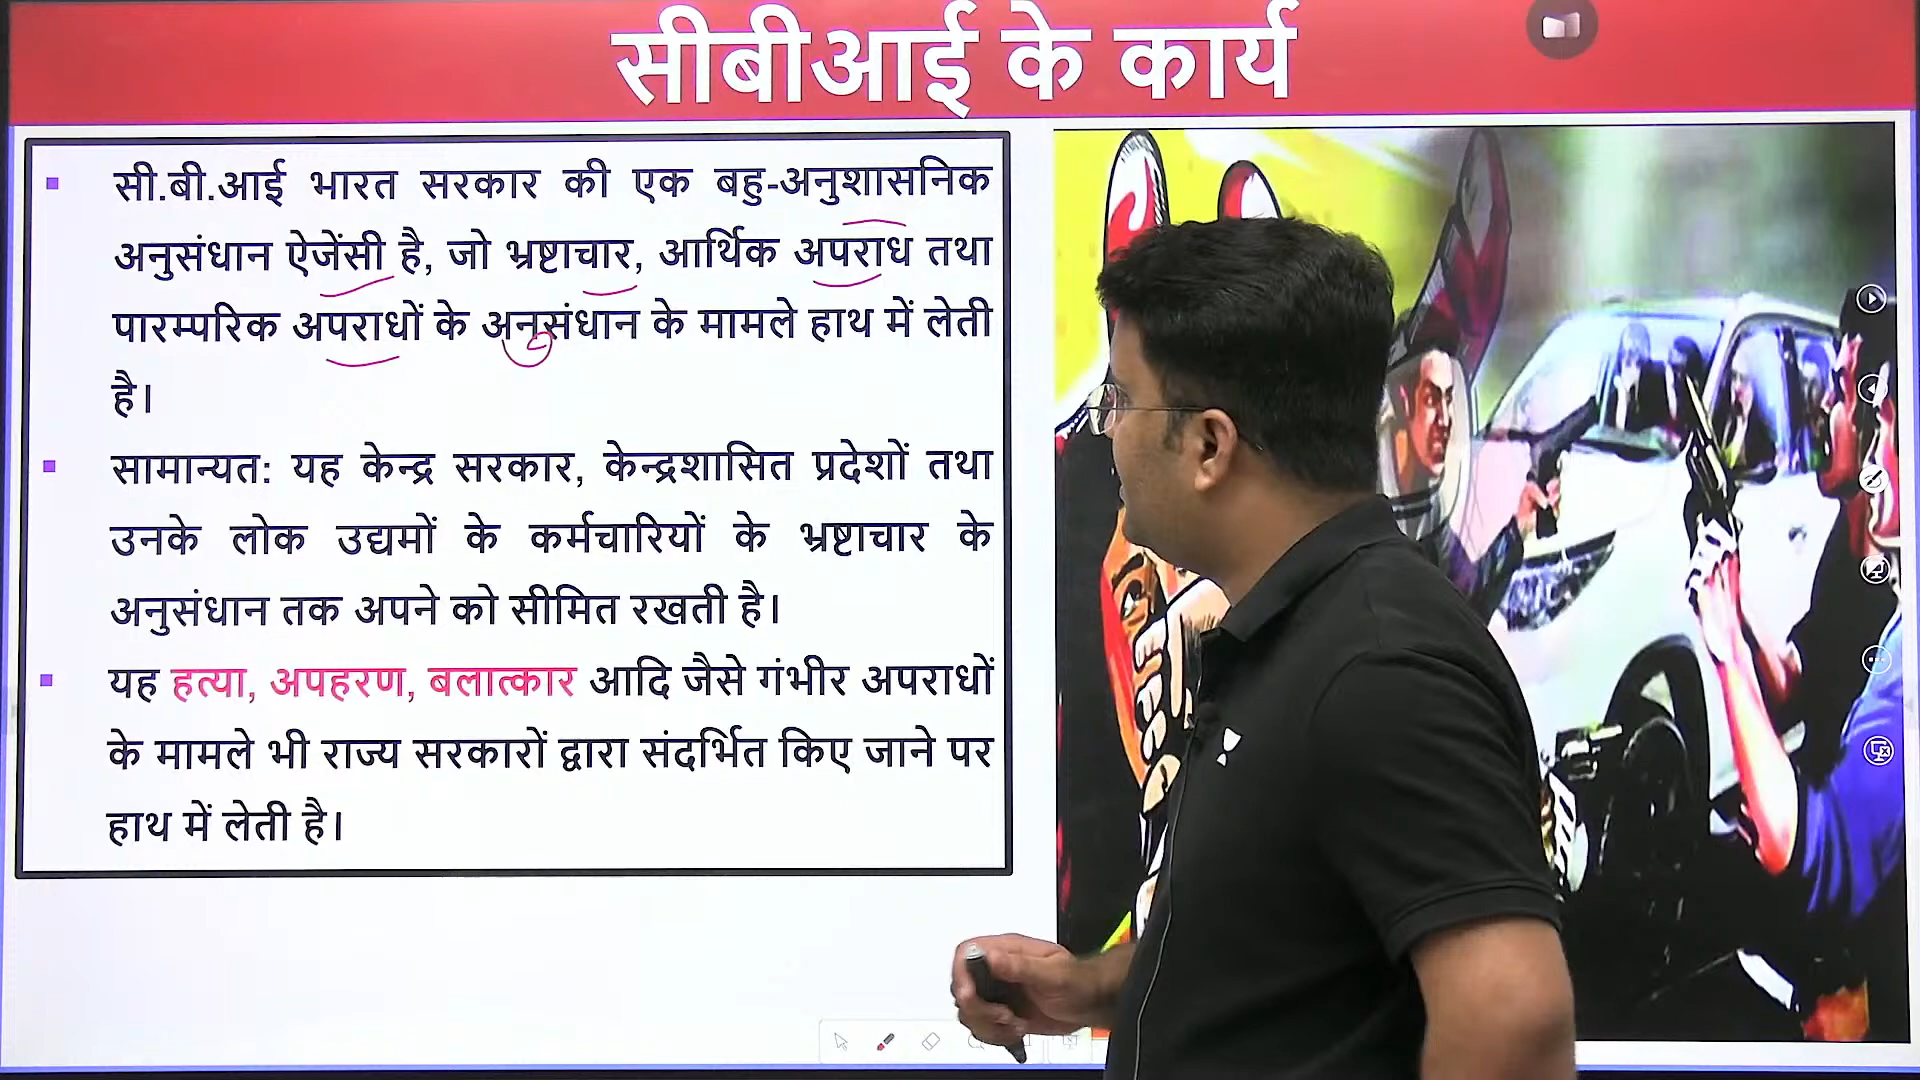 सीबीआई के कार्य
सी.बी.आई भारत सरकार की एक बहु-अनुशासनिक
अनुसंधान ऐजेंसी है, जो भ्रष्टाचार, आर्थिक अपराध तथा
पारम्परिक अपराधों के अनुसंधान के मामले हाथ में लेती
है।
सामान्यत: यह केन्द्र सरकार, केन्द्रशासित प्रदेशों तथा
उनके लोक उद्यमों के कर्मचारियों के भ्रष्टाचार के
अनुसंधान तक अपने को सीमित रखती है।
यह हत्या, अपहरण, बलात्कार आदि जैसे गंभीर अपराधों
के मामले भी राज्य सरकारों द्वारा संदर्भित किए जाने पर
हाथ में लेती है।